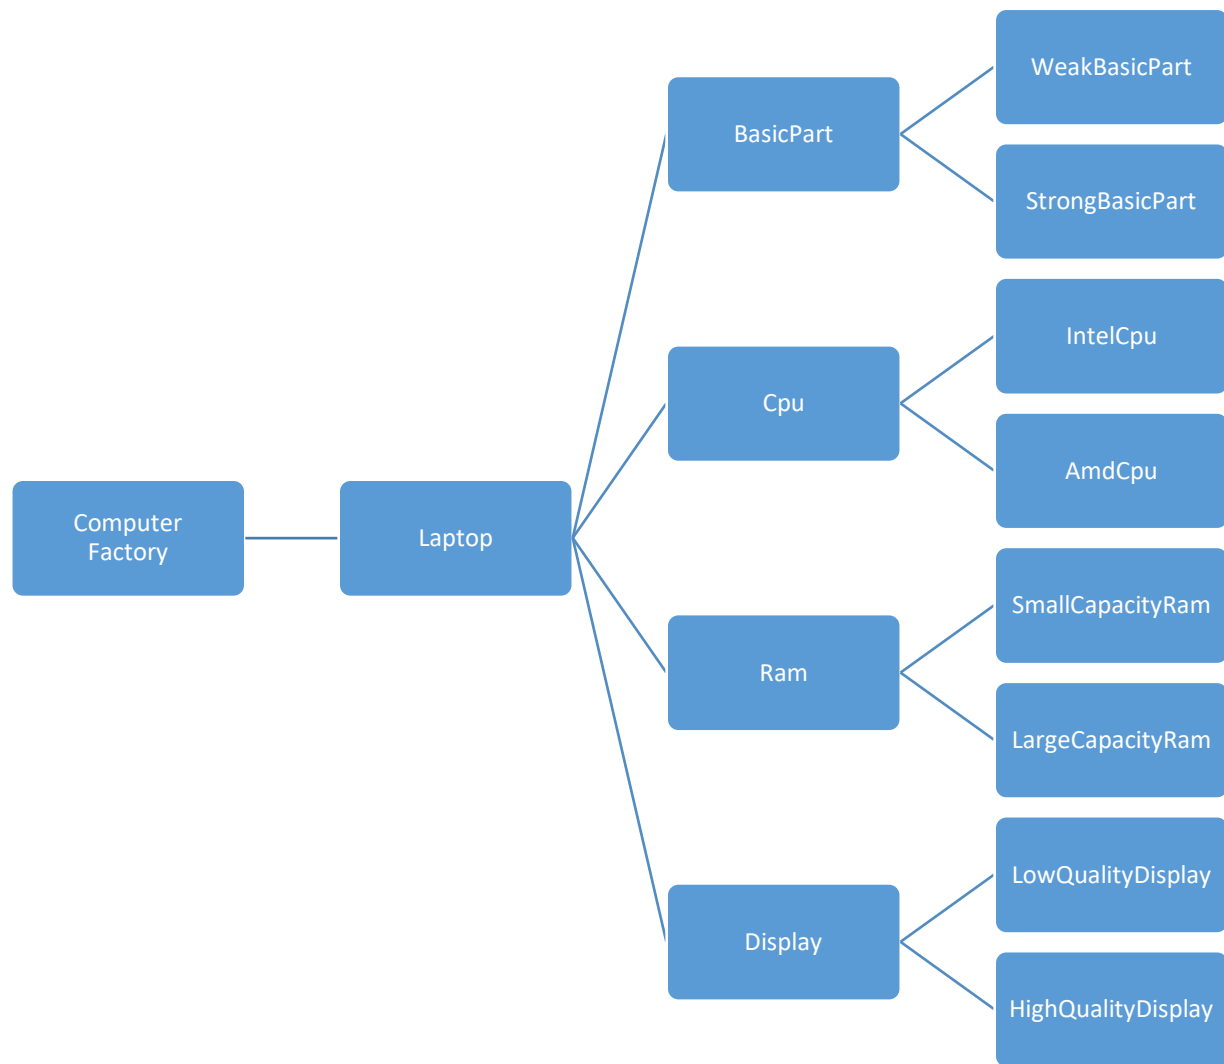 WeakBasicPart
BasicPart
StrongBasicPart
IntelCpu
Cpu
AmdCpu
Computer
Factory
Laptop
SmallCapacityRam
Ram
LargeCapacityRam
LowQualityDisplay
Display
HighQualityDisplay